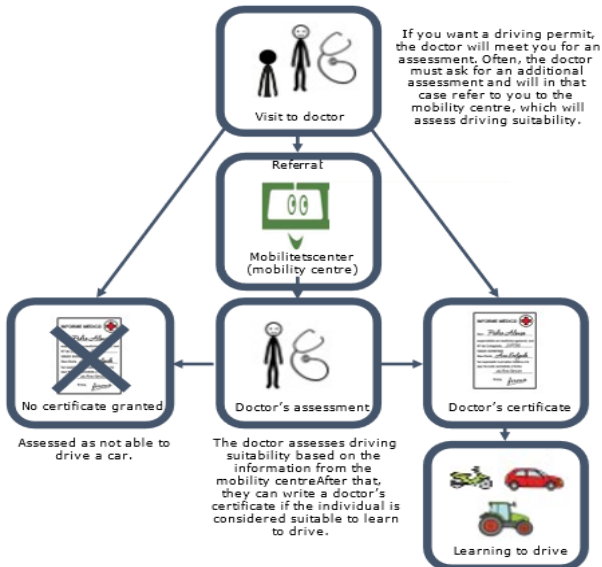 If you want a driving permit,
the doctor will meet you for an
assessment. Often, the doctor
must ask for an additional
assessment and will in that
case refer to you to the
mobility centre, which will
assess driving suitability.
Visit to doctor
Referral
Mobilitetscenter
(mobility centre)
INFORME MÉDICO
No certificate granted
Doctor's assessment
INFORME MÉDICO
Doctor's certificate
Assessed as not able to
drive a car.
The doctor assesses driving
suitability based on the
information from the
mobility centreAfter that,
they can write a doctor's
certificate if the individual is
considered suitable to learn
to drive.
Learning to drive